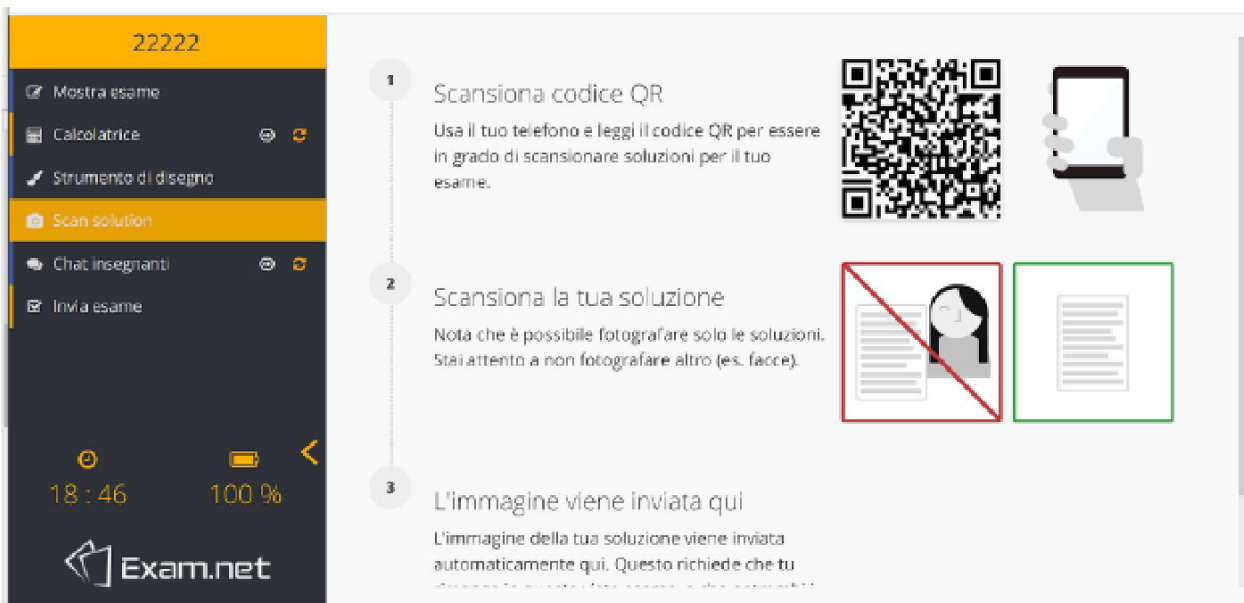 22222
Mostra esame
Calcolatrice
Strumento di disegno
Scan solution
Chat insegnanti
Invia esame
18 : 46
100 %
Exam.net
1
Scansiona codice QR
Usa il tuo telefono e leggi il codice QR per essere
in grado di scansionare soluzioni per il tuo
esame.
2
Scansiona la tua soluzione
Nota che è possibile fotografare solo le soluzioni.
Stai attento a non fotografare altro (es. facce).
3
L'immagine viene inviata qui
L'immagine della tua soluzione viene inviata
automaticamente qui. Questo richiede che tu